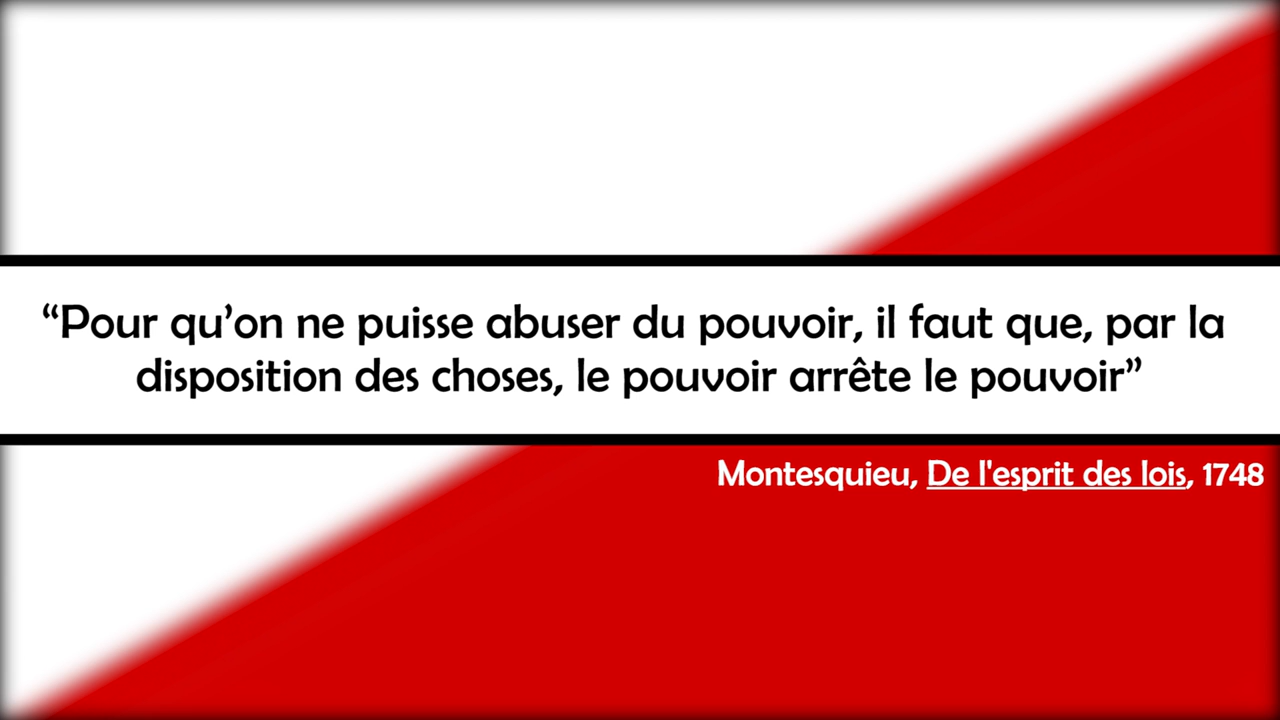 “Pour qu’on ne puisse abuser du pouvoir, il faut que, par la
disposition des choses, le pouvoir arrête le pouvoir”
Montesquieu, De l'esprit des lois, 1748